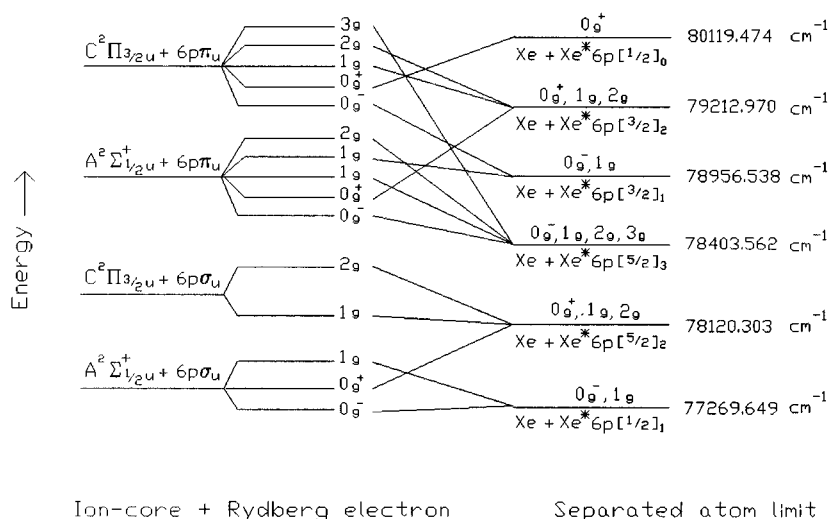 3g
C²Π3/2u + 6pπu
2g
1g
0g⁺
0g⁻
0g⁺
Xe + Xe*6p[1/2]₀
80119.474 cm⁻¹
0g⁺, 1g, 2g
Xe + Xe*6p[3/2]₂
79212.970 cm⁻¹
A²Σ⁺1/2u + 6pπu
2g
1g
1g
0g⁺
0g⁻
0g⁻,1g
Xe + Xe*6p[3/2]₁
78956.538 cm⁻¹
0g⁻,1g, 2g, 3g
Xe + Xe*6p[5/2]₃
78403.562 cm⁻¹
Energy →
C²Π3/2u + 6pσu
2g
1g
0g⁺,.1g, 2g
Xe + Xe*6p[5/2]₂
78120.303 cm⁻¹
A²Σ⁺1/2u + 6pσu
1g
0g⁺
0g⁻
0g⁻,1g
Xe + Xe*6p[1/2]₁
77269.649 cm⁻¹
Ion-core + Rydberg electron
Separated atom limit